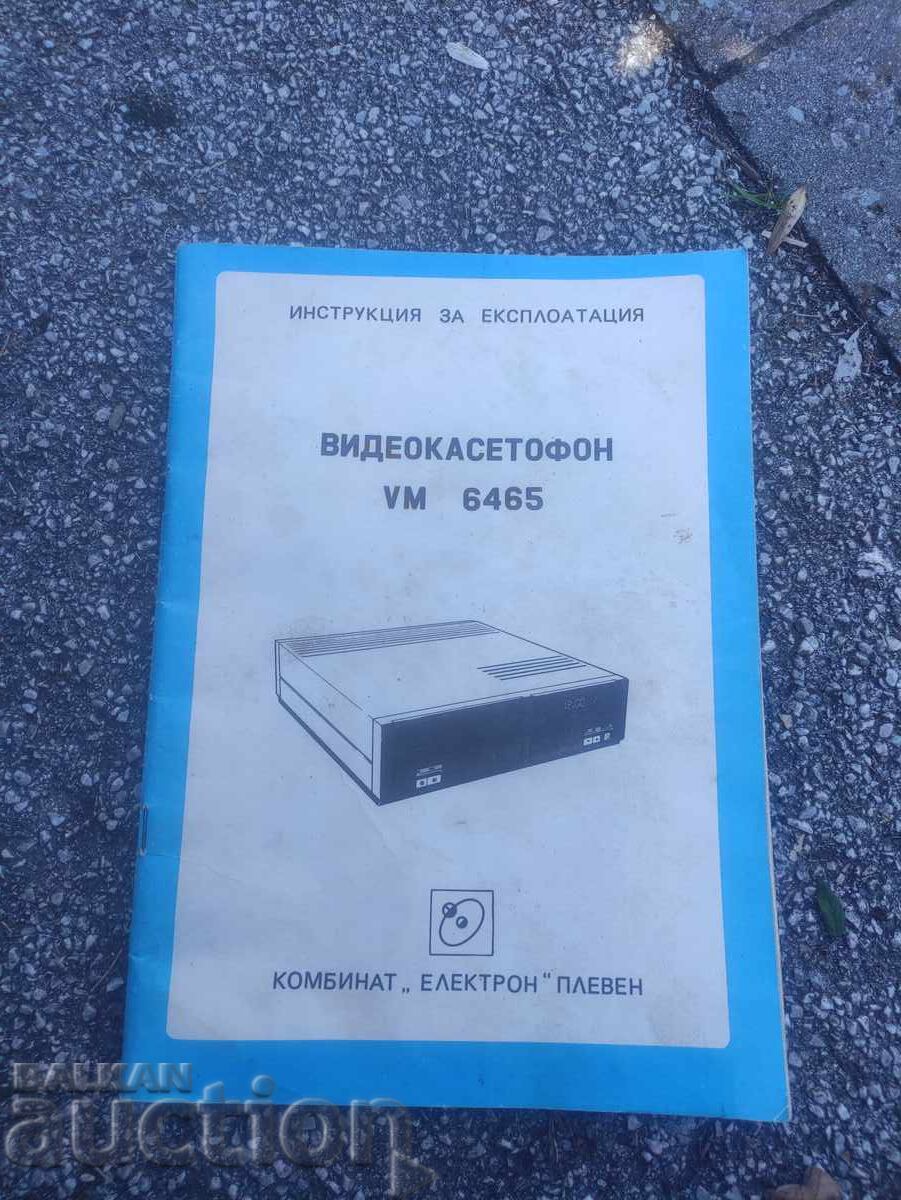 ИНСТРУКЦИЯ ЗА ЕКСПЛОАТАЦИЯ
ВИДЕОКАСЕТОФОН
VM 6465
КОМБИНАТ „ЕЛЕКТРОН“ ПЛЕВЕН
BALKAN
auction